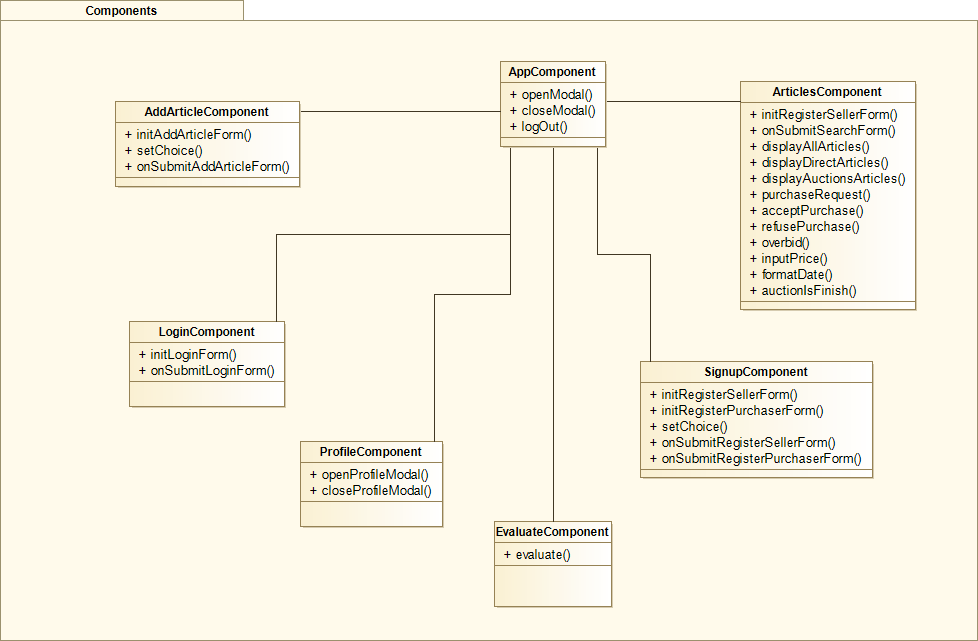 Components
AppComponent
+ openModal()
+ closeModal()
+ logOut()
AddArticleComponent
+ initAddArticleForm()
+ setChoice()
+ onSubmitAddArticleForm()
ArticlesComponent
+ initRegisterSellerForm()
+ onSubmitSearchForm()
+ displayAllArticles()
+ displayDirectArticles()
+ displayAuctionsArticles()
+ purchaseRequest()
+ acceptPurchase()
+ refusePurchase()
+ overbid()
+ inputPrice()
+ formatDate()
+ auctionIsFinish()
LoginComponent
+ initLoginForm()
+ onSubmitLoginForm()
SignupComponent
+ initRegisterSellerForm()
+ initRegisterPurchaserForm()
+ setChoice()
+ onSubmitRegisterSellerForm()
+ onSubmitRegisterPurchaserForm()
ProfileComponent
+ openProfileModal()
+ closeProfileModal()
EvaluateComponent
+ evaluate()